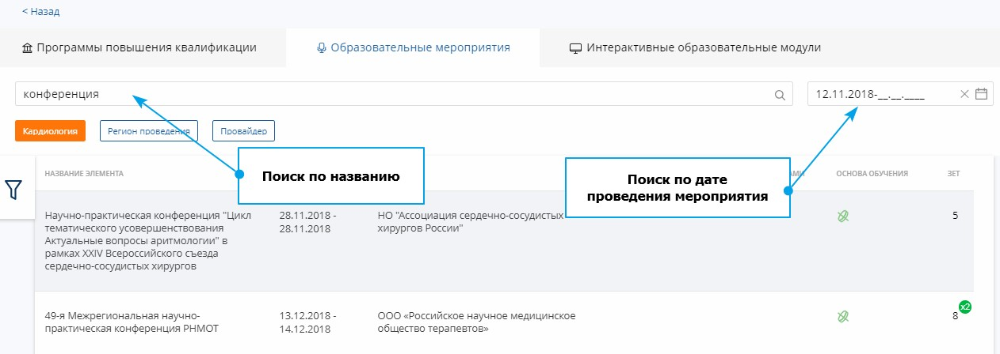 < Назад
Программы повышения квалификации
Образовательные мероприятия
Интерактивные образовательные модули
конференция
12.11.2018-__.__.____
Кардиология
Регион проведения
Провайдер
Поиск по названию
Поиск по дате
проведения мероприятия
НАЗВАНИЕ ЭЛЕМЕНТА
ОСНОВА ОБУЧЕНИЯ
ЗЕТ
Научно-практическая конференция "Цикл
тематического усовершенствования
Актуальные вопросы аритмологии" в
рамках XXIV Всероссийского съезда
сердечно-сосудистых хирургов
28.11.2018 -
28.11.2018
НО "Ассоциация сердечно-сосудистых
хирургов России"
5
49-я Межрегиональная научно-
практическая конференция РНМОТ
13.12.2018 -
14.12.2018
ООО «Российское научное медицинское
общество терапевтов»
8
x2